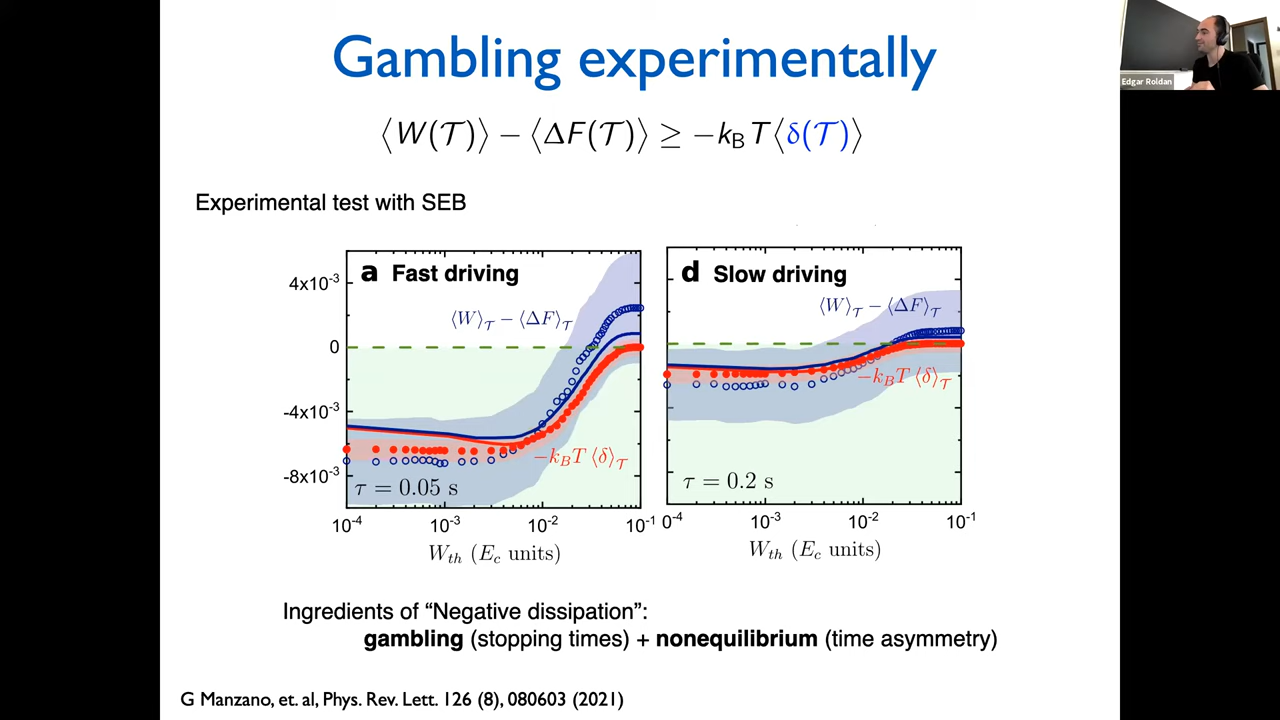 Gambling experimentally
Edgar Roldan
⟨W(𝒯)⟩ − ⟨ΔF(𝒯)⟩ ≥ −k_B T⟨δ(𝒯)⟩
Experimental test with SEB
a Fast driving
⟨W⟩_𝒯 − ⟨ΔF⟩_𝒯
4x10⁻³
0
-4x10⁻³
-8x10⁻³
−k_B T ⟨δ⟩_𝒯
τ = 0.05 s
10⁻⁴ 10⁻³ 10⁻² 10⁻¹
W_th (E_c units)
d Slow driving
⟨W⟩_𝒯 − ⟨ΔF⟩_𝒯
−k_B T ⟨δ⟩_𝒯
τ = 0.2 s
0⁻⁴ 10⁻³ 10⁻² 10⁻¹
W_th (E_c units)
Ingredients of “Negative dissipation”:
gambling (stopping times) + nonequilibrium (time asymmetry)
G Manzano, et. al, Phys. Rev. Lett. 126 (8), 080603 (2021)